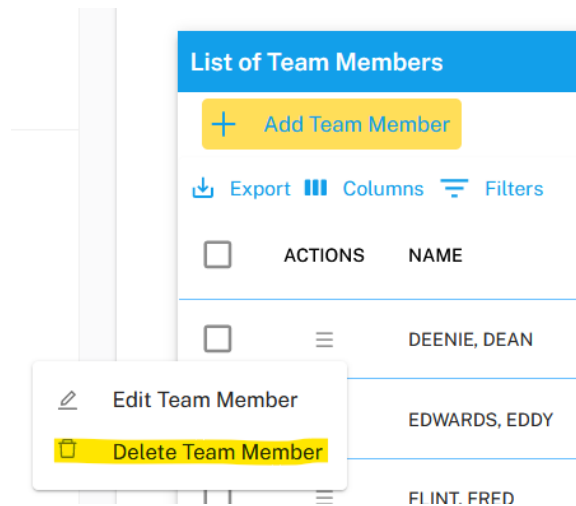 List of Team Members
Add Team Member
Export Columns Filters
ACTIONS NAME
DEENIE, DEAN
Edit Team Member
EDWARDS, EDDY
Delete Team Member
FLINT, FRED